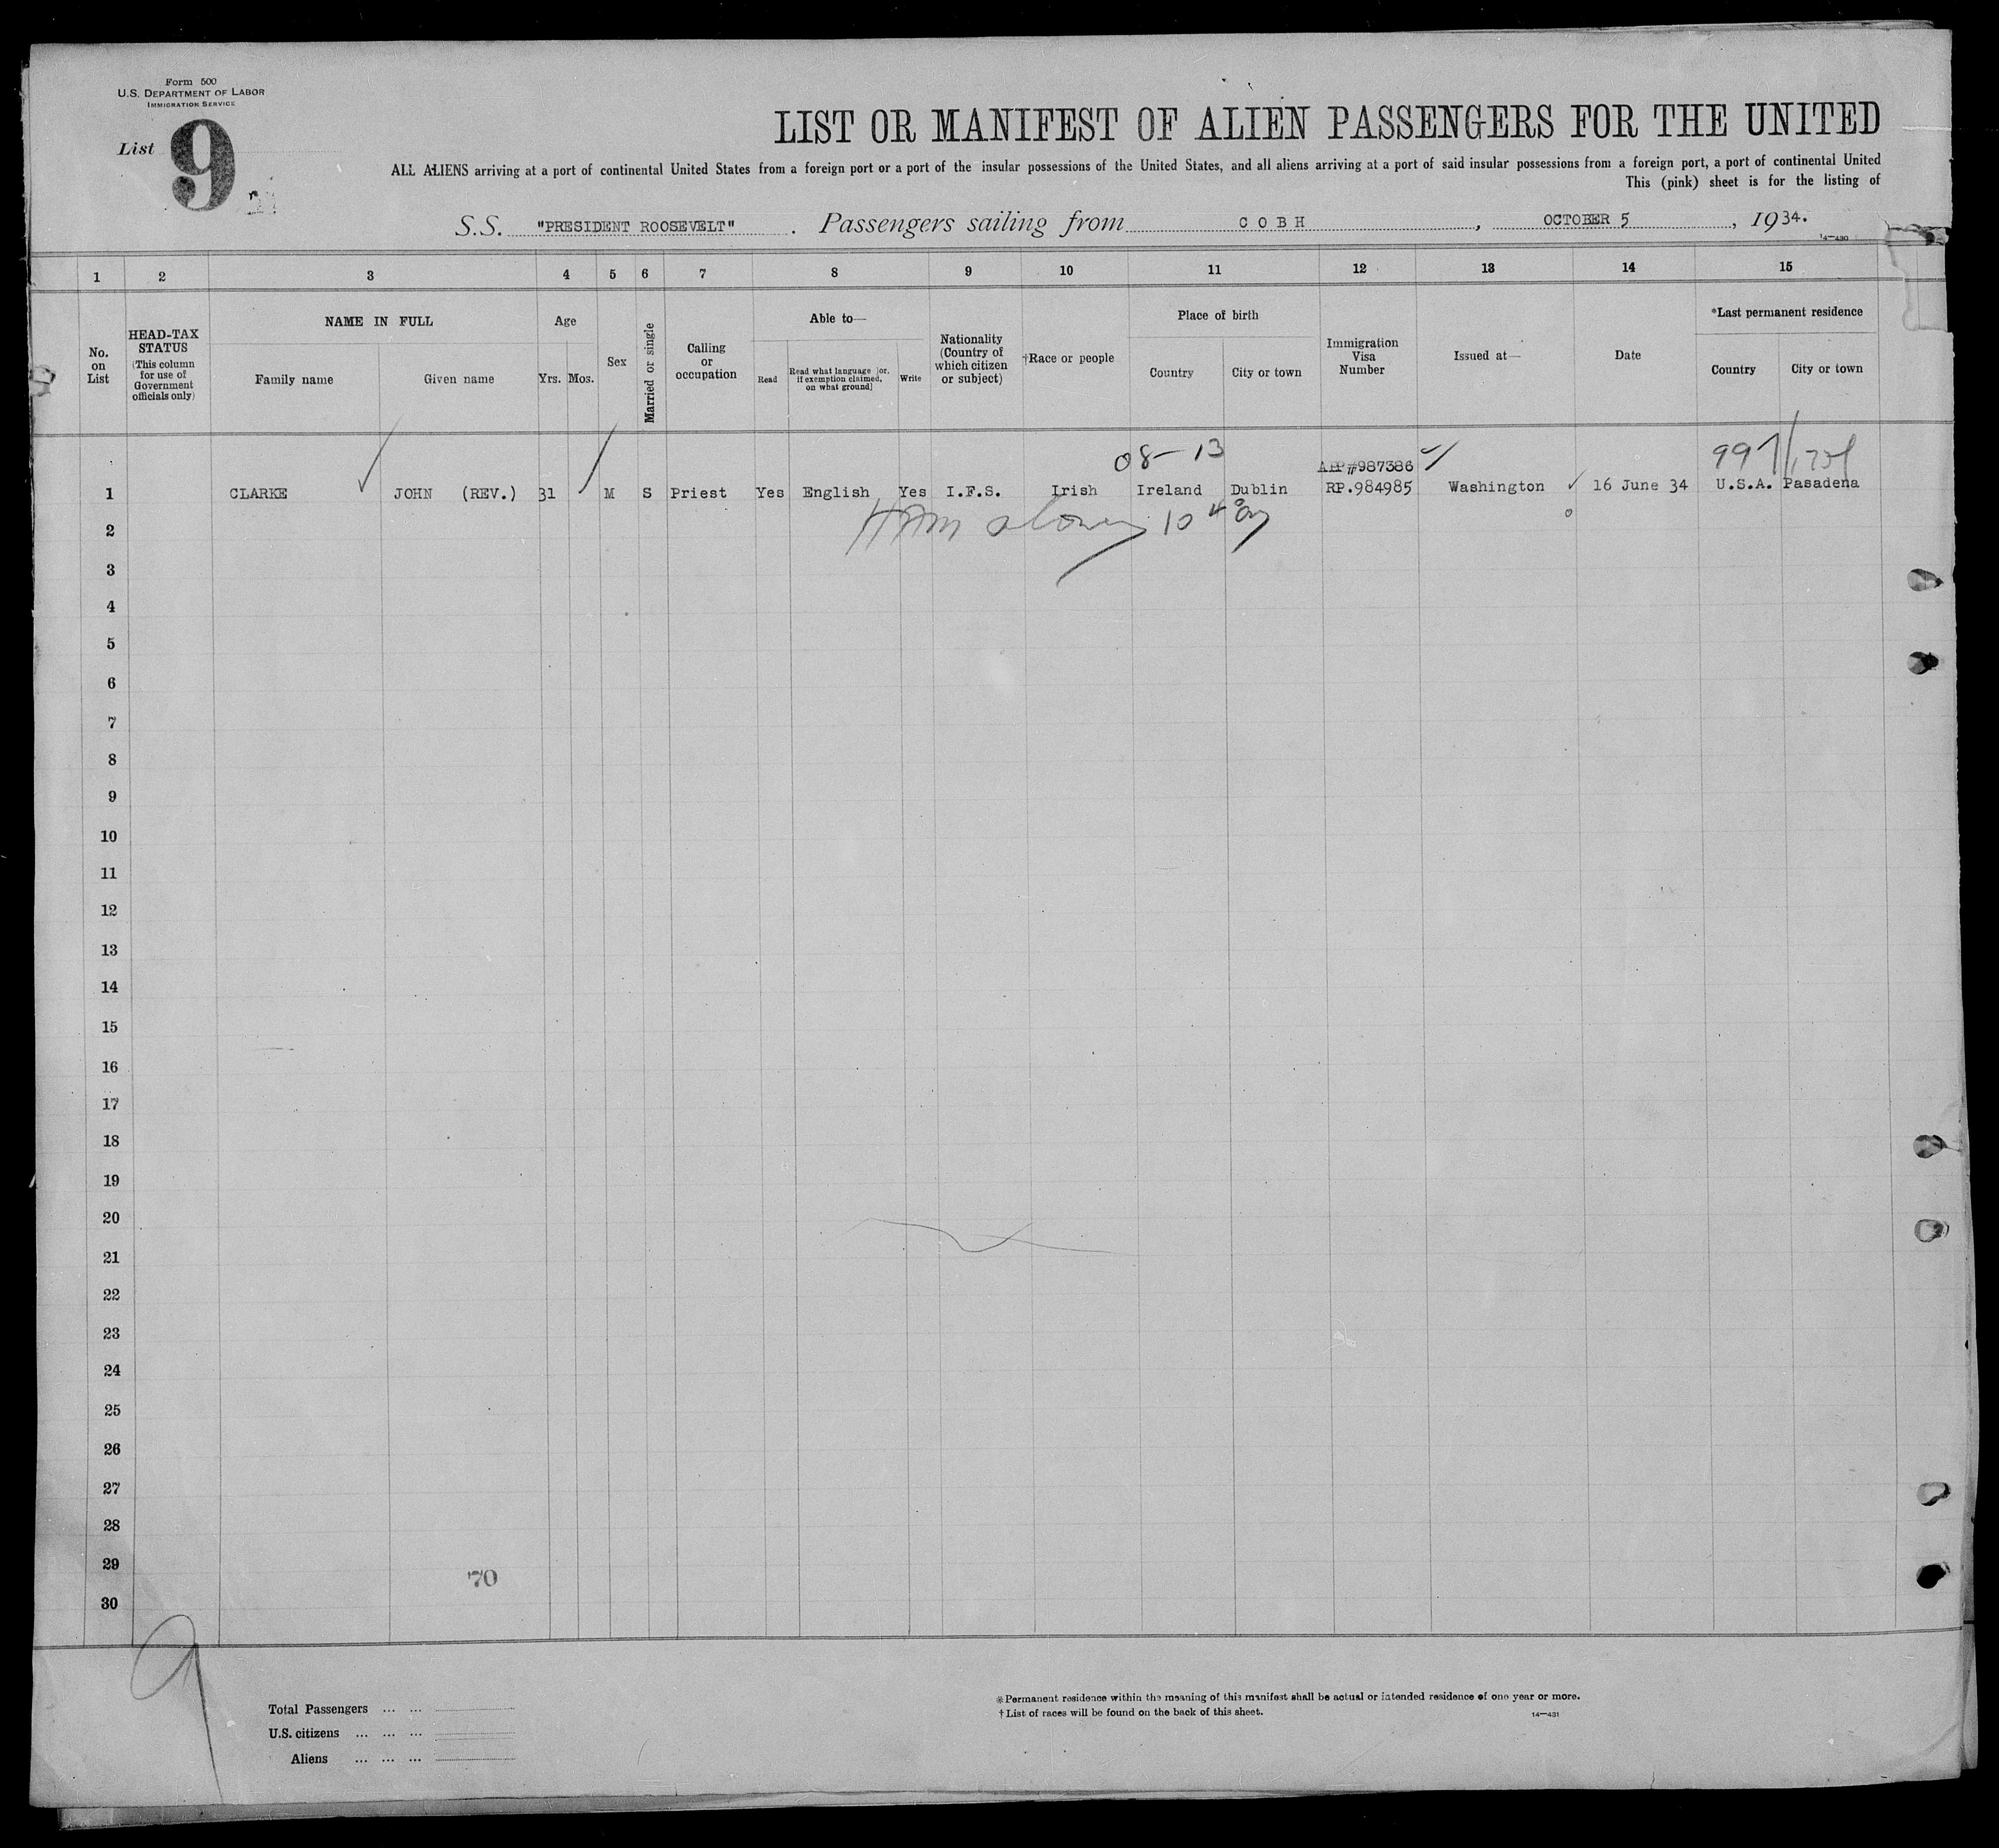 Form 500
U.S. DEPARTMENT OF LABOR
IMMIGRATION SERVICE
List 9
LIST OR MANIFEST OF ALIEN PASSENGERS FOR THE UNITED
ALL ALIENS arriving at a port of continental United States from a foreign port or a port of the insular possessions of the United States, and all aliens arriving at a port of said insular possessions from a foreign port, a port of continental United
This (pink) sheet is for the listing of
S.S. "PRESIDENT ROOSEVELT" . Passengers sailing from COBH , OCTOBER 5 , 1934.
14—430
1 2 3 4 5 6 7 8 9 10 11 12 13 14 15
No. on List
HEAD-TAX STATUS
(This column for use of Government officials only)
NAME IN FULL
Family name
Given name
Age
Yrs. Mos.
Sex
Married or single
Calling or occupation
Able to—
Read
Read what language [or, if exemption claimed, on what ground]
Write
Nationality (Country of which citizen or subject)
†Race or people
Place of birth
Country
City or town
Immigration Visa Number
Issued at—
Date
*Last permanent residence
Country
City or town
08-13
#987386
997
1 CLARKE JOHN (REV.) 31 M S Priest Yes English Yes I.F.S. Irish Ireland Dublin RP.984985 Washington 16 June 34 U.S.A. Pasadena
2
3
4
5
6
7
8
9
10
11
12
13
14
15
16
17
18
19
20
21
22
23
24
25
26
27
28
29
70
30
9
Total Passengers ... ...
U.S. citizens ... ... ...
Aliens ... ... ...
*Permanent residence within the meaning of this manifest shall be actual or intended residence of one year or more.
†List of races will be found on the back of this sheet.
14—431